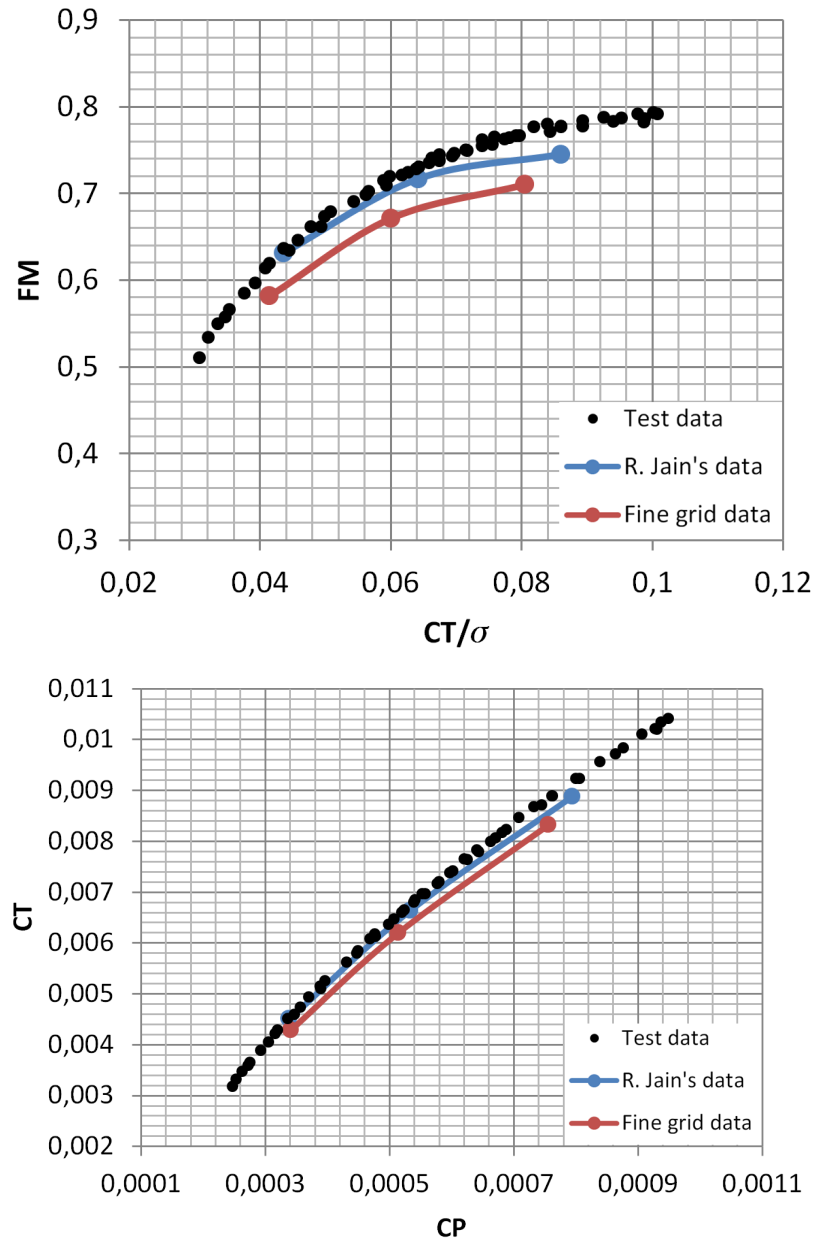 0,9
0,8
0,7
0,6
0,5
0,4
0,3
FM
Test data
R. Jain's data
Fine grid data
0,02 0,04 0,06 0,08 0,1 0,12
CT/σ
0,011
0,01
0,009
0,008
0,007
0,006
0,005
0,004
0,003
0,002
CT
Test data
R. Jain's data
Fine grid data
0,0001 0,0003 0,0005 0,0007 0,0009 0,0011
CP